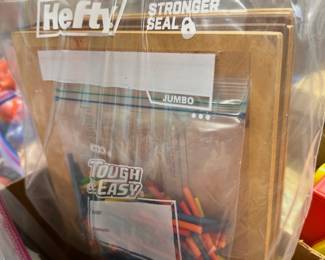 Hefty
STRONGER
SEAL
JUMBO
TOUGH
& EASY